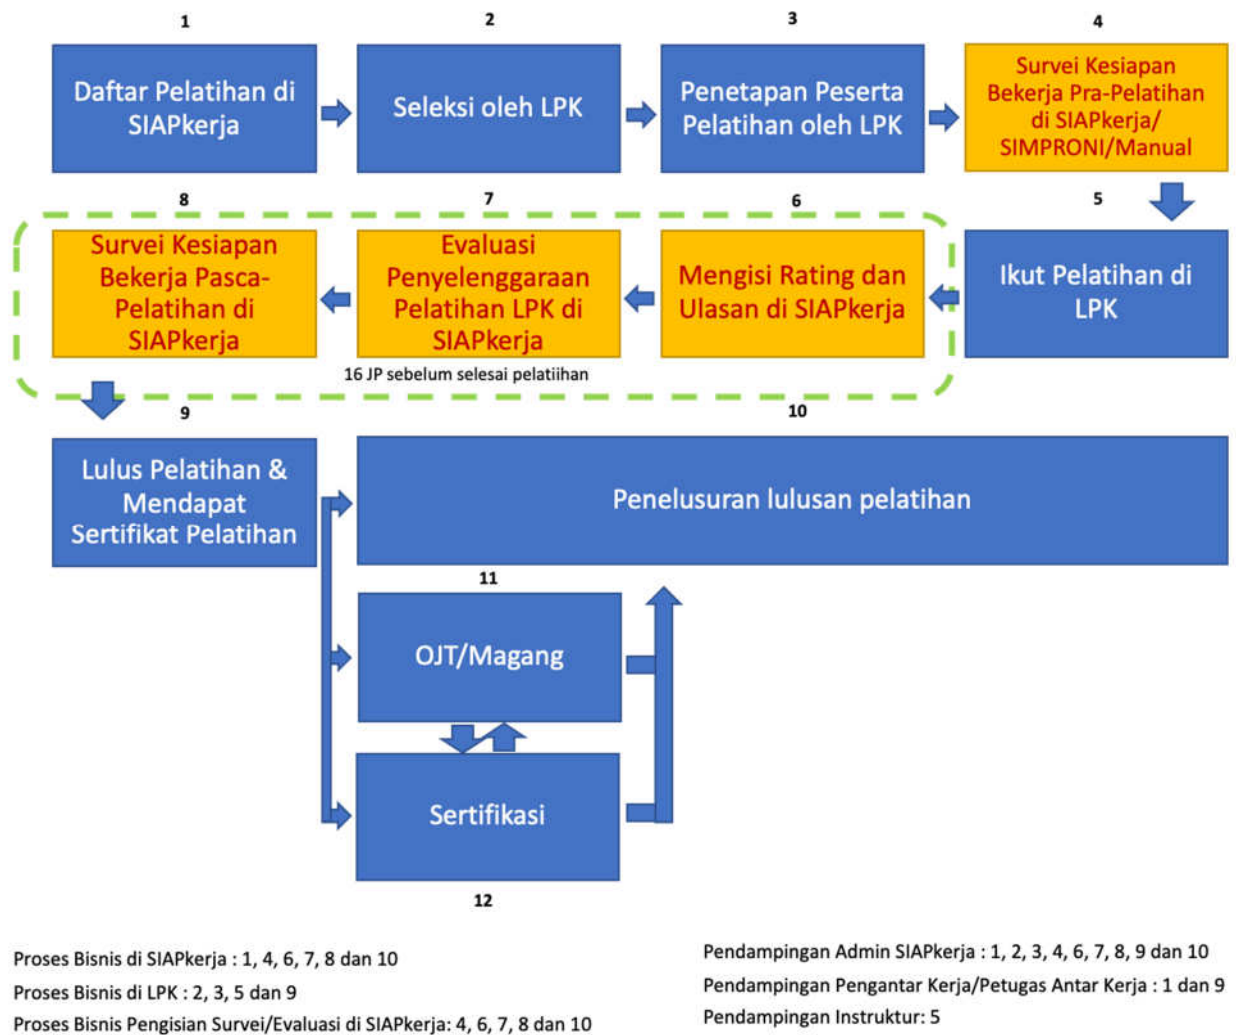 1
2
3
4
Daftar Pelatihan di
SIAPkerja
Seleksi oleh LPK
Penetapan Peserta
Pelatihan oleh LPK
Survei Kesiapan
Bekerja Pra-Pelatihan
di SIAPkerja/
SIMPRONI/Manual
8
7
6
5
Survei Kesiapan
Bekerja Pasca-
Pelatihan di
SIAPkerja
Evaluasi
Penyelenggaraan
Pelatihan LPK di
SIAPkerja
Mengisi Rating dan
Ulasan di SIAPkerja
Ikut Pelatihan di
LPK
16 JP sebelum selesai pelatiihan
9
10
Lulus Pelatihan &
Mendapat
Sertifikat Pelatihan
Penelusuran lulusan pelatihan
11
OJT/Magang
Sertifikasi
12
Proses Bisnis di SIAPkerja : 1, 4, 6, 7, 8 dan 10
Proses Bisnis di LPK : 2, 3, 5 dan 9
Proses Bisnis Pengisian Survei/Evaluasi di SIAPkerja: 4, 6, 7, 8 dan 10
Pendampingan Admin SIAPkerja : 1, 2, 3, 4, 6, 7, 8, 9 dan 10
Pendampingan Pengantar Kerja/Petugas Antar Kerja : 1 dan 9
Pendampingan Instruktur: 5